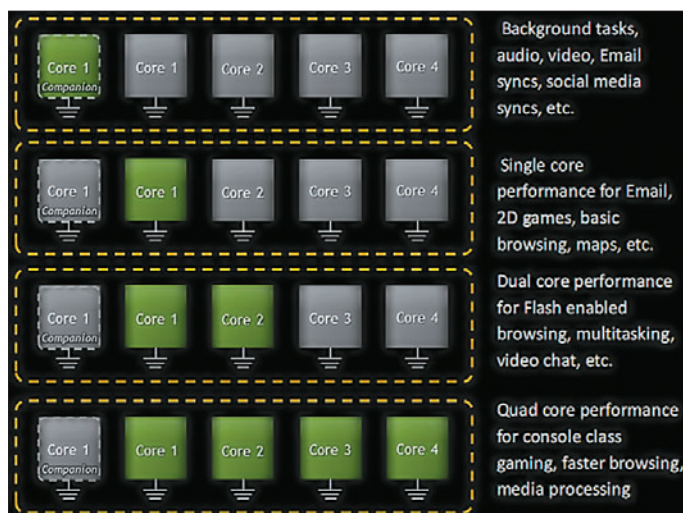 Core 1 Core 1 Core 2 Core 3 Core 4
Companion
Background tasks,
audio, video, Email
syncs, social media
syncs, etc.
Core 1 Core 1 Core 2 Core 3 Core 4
Companion
Single core
performance for Email,
2D games, basic
browsing, maps, etc.
Core 1 Core 1 Core 2 Core 3 Core 4
Companion
Dual core performance
for Flash enabled
browsing, multitasking,
video chat, etc.
Core 1 Core 1 Core 2 Core 3 Core 4
Companion
Quad core performance
for console class
gaming, faster browsing,
media processing